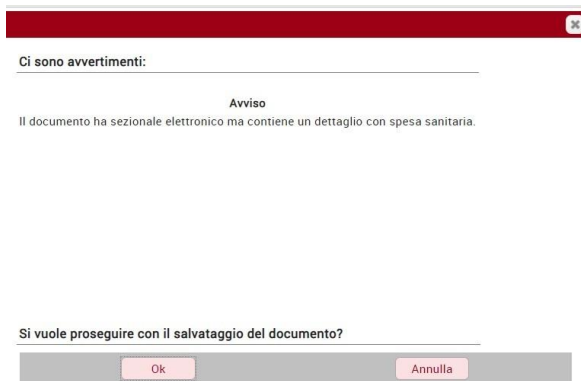 Ci sono avvertimenti:
Avviso
Il documento ha sezionale elettronico ma contiene un dettaglio con spesa sanitaria.
Si vuole proseguire con il salvataggio del documento?
Ok
Annulla